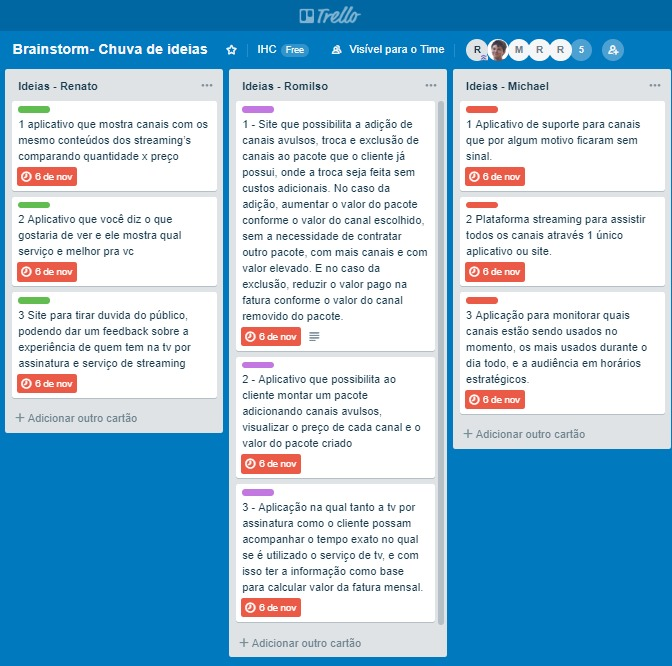 Trello
Brainstorm- Chuva de ideias
IHC
Free
Visível para o Time
R
M
R
R
5
Ideias - Renato
1 aplicativo que mostra canais com os
mesmo conteúdos dos streaming's
comparando quantidade x preço
6 de nov
2 Aplicativo que você diz o que
gostaria de ver e ele mostra qual
serviço e melhor pra vc
6 de nov
3 Site para tirar duvida do público,
podendo dar um feedback sobre a
experiência de quem tem na tv por
assinatura e serviço de streaming
6 de nov
+ Adicionar outro cartão
Ideias - Romilso
1 - Site que possibilita a adição de
canais avulsos, troca e exclusão de
canais ao pacote que o cliente já
possui, onde a troca seja feita sem
custos adicionais. No caso da
adição, aumentar o valor do pacote
conforme o valor do canal escolhido,
sem a necessidade de contratar
outro pacote, com mais canais e com
valor elevado. E no caso da
exclusão, reduzir o valor pago na
fatura conforme o valor do canal
removido do pacote.
6 de nov
2 - Aplicativo que possibilita ao
cliente montar um pacote
adicionando canais avulsos,
visualizar o preço de cada canal e o
valor do pacote criado
6 de nov
3 - Aplicação na qual tanto a tv por
assinatura como o cliente possam
acompanhar o tempo exato no qual
se é utilizado o serviço de tv, e com
isso ter a informação como base
para calcular valor da fatura mensal.
6 de nov
+ Adicionar outro cartão
Ideias - Michael
1 Aplicativo de suporte para canais
que por algum motivo ficaram sem
sinal.
6 de nov
2 Plataforma streaming para assistir
todos os canais através 1 único
aplicativo ou site.
6 de nov
3 Aplicação para monitorar quais
canais estão sendo usados no
momento, os mais usados durante o
dia todo, e a audiência em horários
estratégicos.
6 de nov
+ Adicionar outro cartão